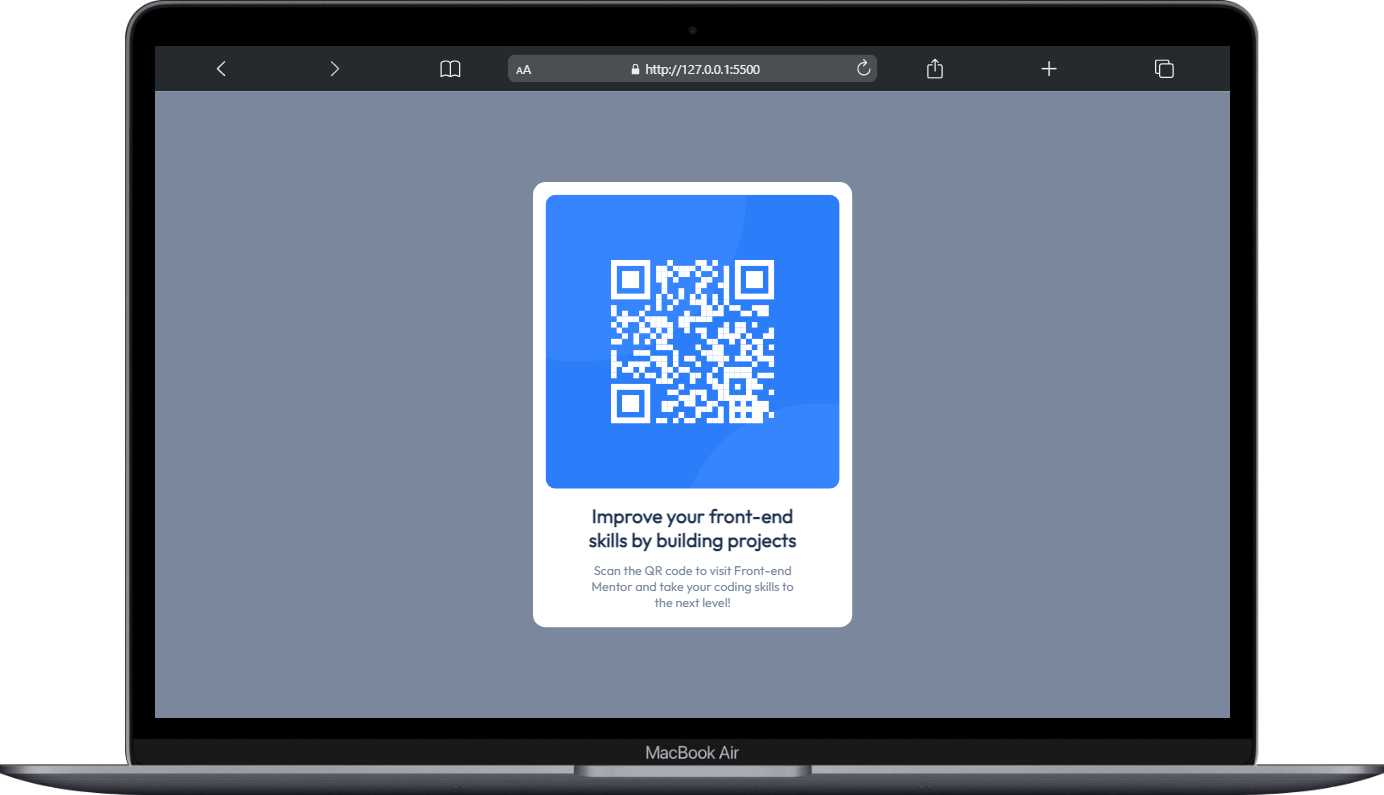 AA
http://127.0.0.1:5500
Improve your front-end
skills by building projects
Scan the QR code to visit Front-end
Mentor and take your coding skills to
the next level!
MacBook Air